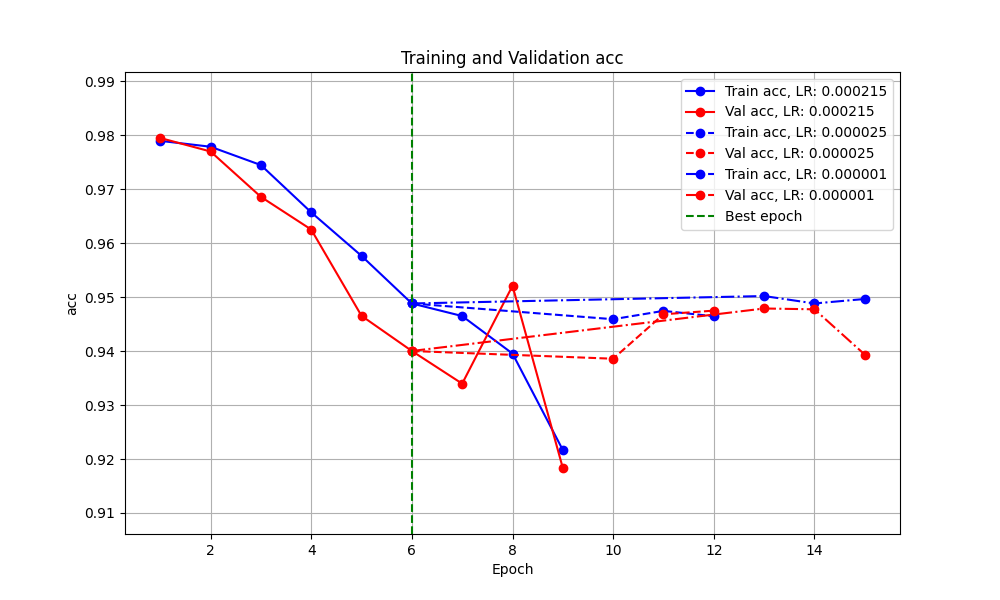 Training and Validation acc
acc
0.99
0.98
0.97
0.96
0.95
0.94
0.93
0.92
0.91
Train acc, LR: 0.000215
Val acc, LR: 0.000215
Train acc, LR: 0.000025
Val acc, LR: 0.000025
Train acc, LR: 0.000001
Val acc, LR: 0.000001
Best epoch
2 4 6 8 10 12 14
Epoch